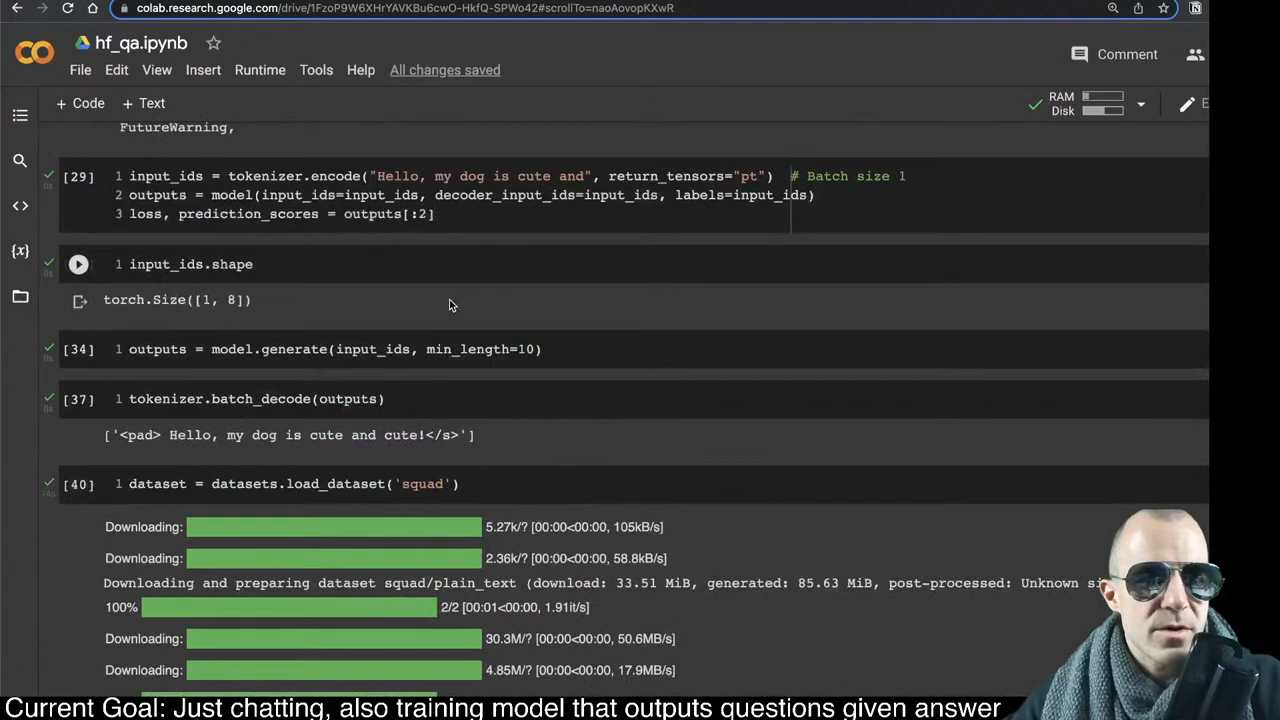 colab.research.google.com/drive/1FzoP9W6XHrYAVKBu6cwO-HkfQ-SPWo42#scrollTo=naoAovopKXwR
hf_qa.ipynb
File Edit View Insert Runtime Tools Help All changes saved
Comment
+ Code + Text
RAM
Disk
E
FutureWarning,
[29] 1 input_ids = tokenizer.encode("Hello, my dog is cute and", return_tensors="pt") # Batch size 1
2 outputs = model(input_ids=input_ids, decoder_input_ids=input_ids, labels=input_ids)
3 loss, prediction_scores = outputs[:2]
0s
1 input_ids.shape
0s
torch.Size([1, 8])
[34] 1 outputs = model.generate(input_ids, min_length=10)
0s
[37] 1 tokenizer.batch_decode(outputs)
0s
['<pad> Hello, my dog is cute and cute!</s>']
[40] 1 dataset = datasets.load_dataset('squad')
Downloading: 5.27k/? [00:00<00:00, 105kB/s]
Downloading: 2.36k/? [00:00<00:00, 58.8kB/s]
Downloading and preparing dataset squad/plain_text (download: 33.51 MiB, generated: 85.63 MiB, post-processed: Unknown si
100% 2/2 [00:01<00:00, 1.91it/s]
Downloading: 30.3M/? [00:00<00:00, 50.6MB/s]
Downloading: 4.85M/? [00:00<00:00, 17.9MB/s]
Current Goal: Just chatting, also training model that outputs questions given answer